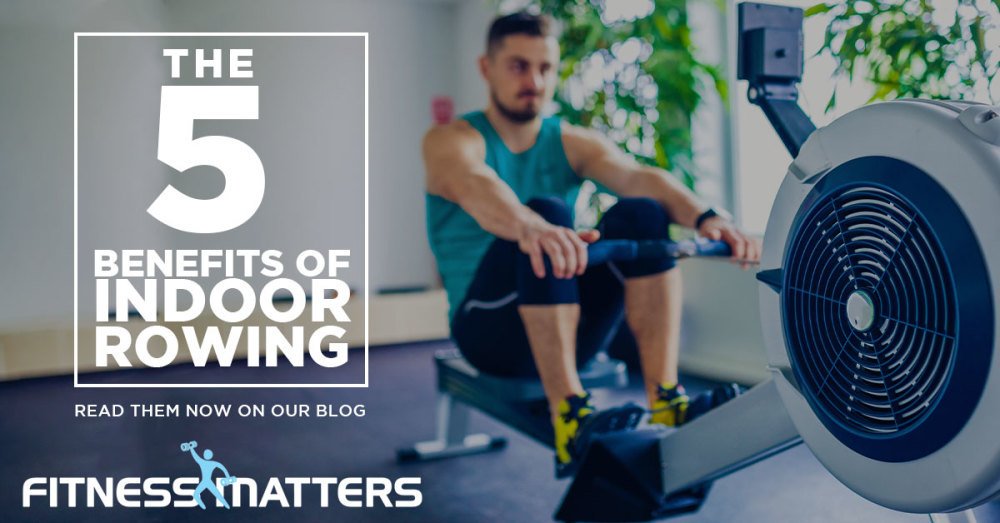 THE
5
BENEFITS OF
INDOOR
ROWING
READ THEM NOW ON OUR BLOG
FITNESS MATTERS